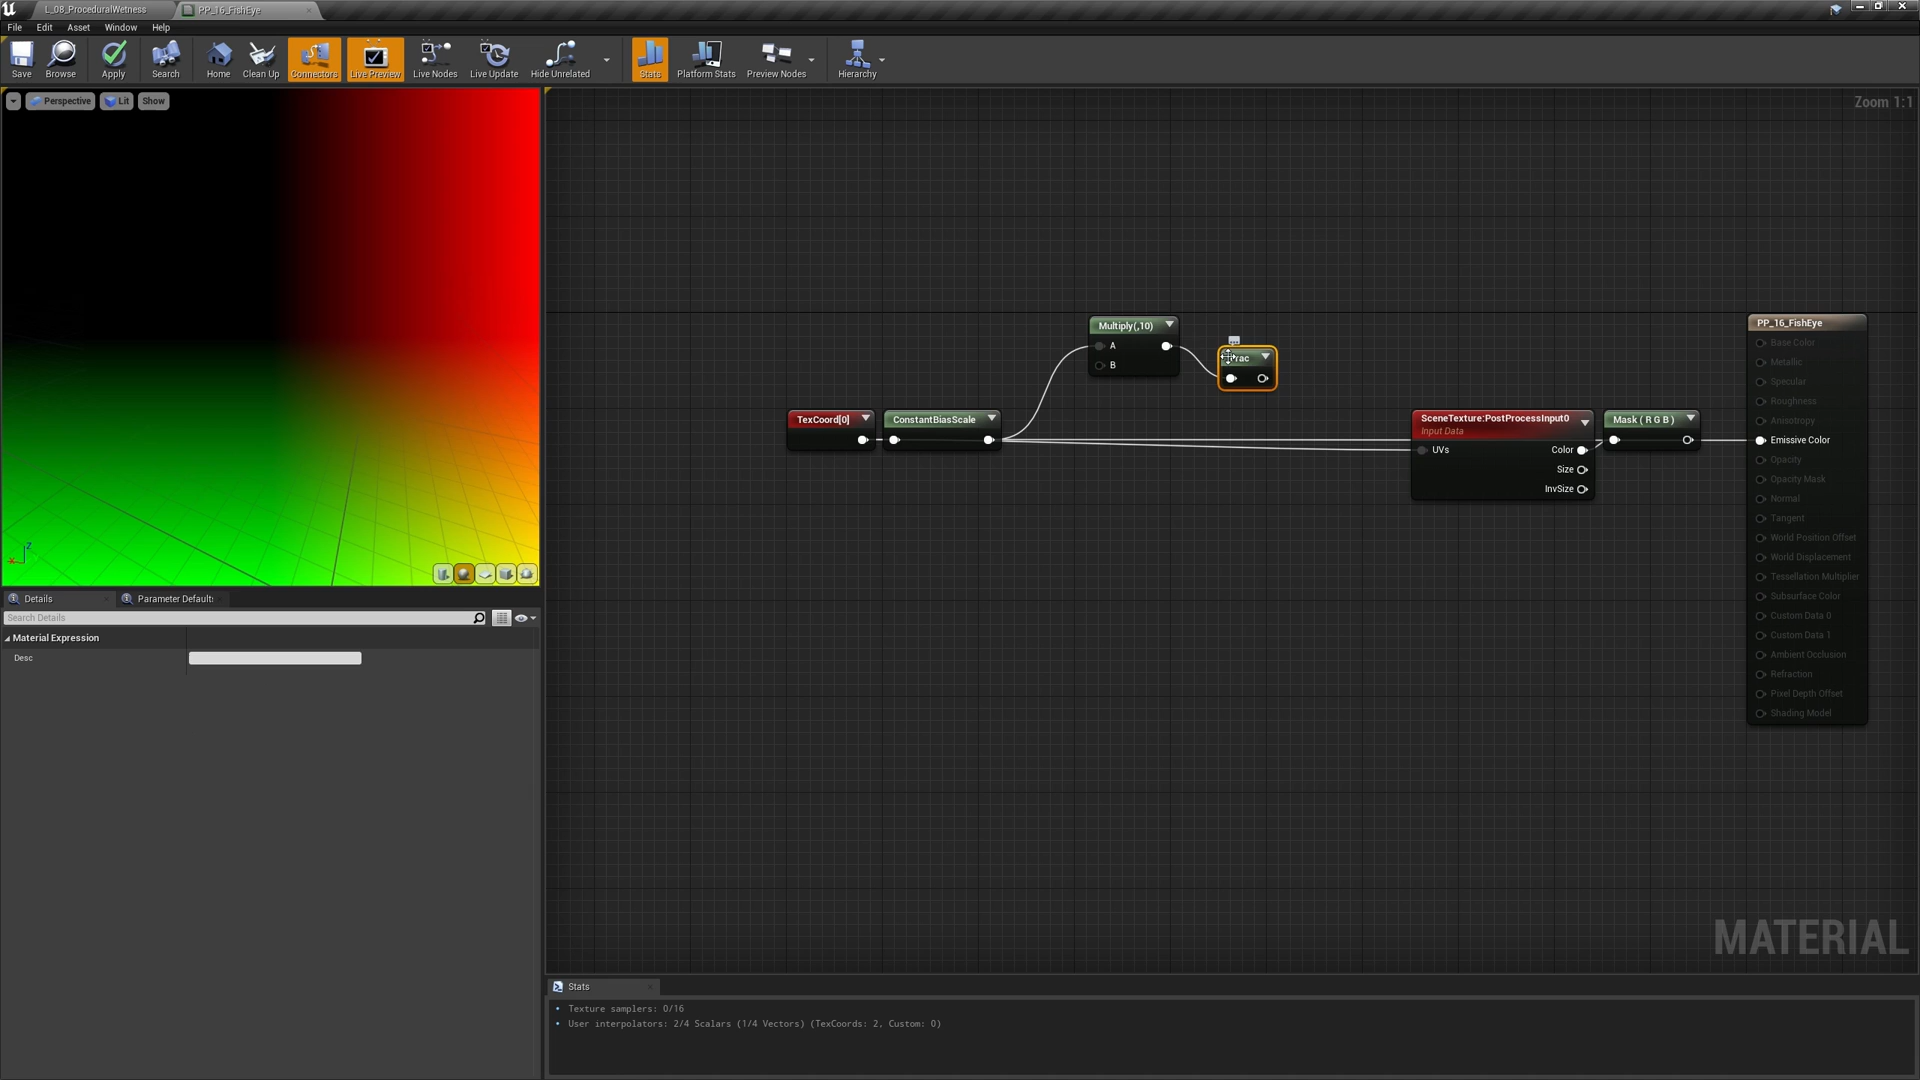 L_08_ProceduralWetness
PP_16_FishEye
File Edit Asset Window Help
Save Browse Apply Search Home Clean Up Connectors Live Preview Live Nodes Live Update Hide Unrelated Stats Platform Stats Preview Nodes Hierarchy
Perspective Lit Show
Zoom 1:1
Multiply(,10)
A
B
TexCoord[0]
ConstantBiasScale
SceneTexture:PostProcessInput0
Input Data
UVs
Color
Size
InvSize
Mask ( R G B )
PP_16_FishEye
Base Color
Metallic
Specular
Roughness
Anisotropy
Emissive Color
Opacity
Opacity Mask
Normal
Tangent
World Position Offset
World Displacement
Tessellation Multiplier
Subsurface Color
Custom Data 0
Custom Data 1
Ambient Occlusion
Refraction
Pixel Depth Offset
Shading Model
Z
X
Details
Parameter Defaults
Search Details
Material Expression
Desc
MATERIAL
Stats
Texture samplers: 0/16
User interpolators: 2/4 Scalars (1/4 Vectors) (TexCoords: 2, Custom: 0)